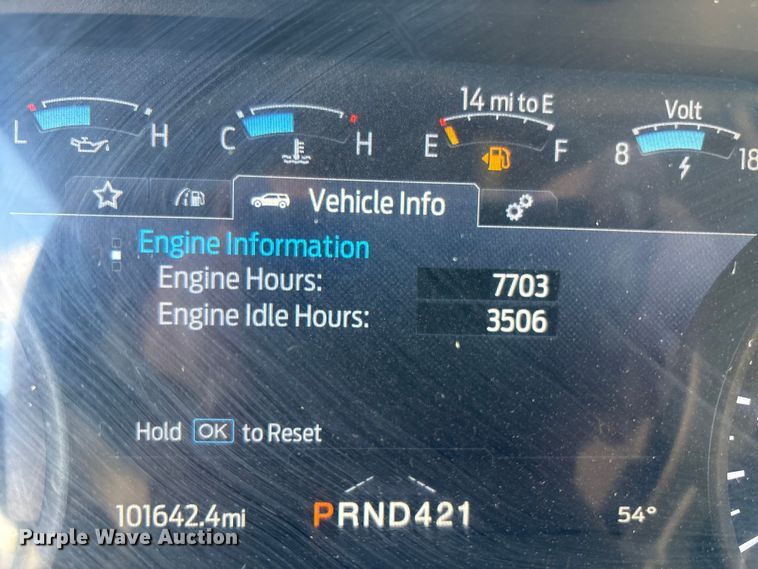 14 mi to E
Volt
L H C H E F 8 18
Vehicle Info
Engine Information
Engine Hours: 7703
Engine Idle Hours: 3506
Hold OK to Reset
101642.4mi PRND421 54°
Purple Wave Auction